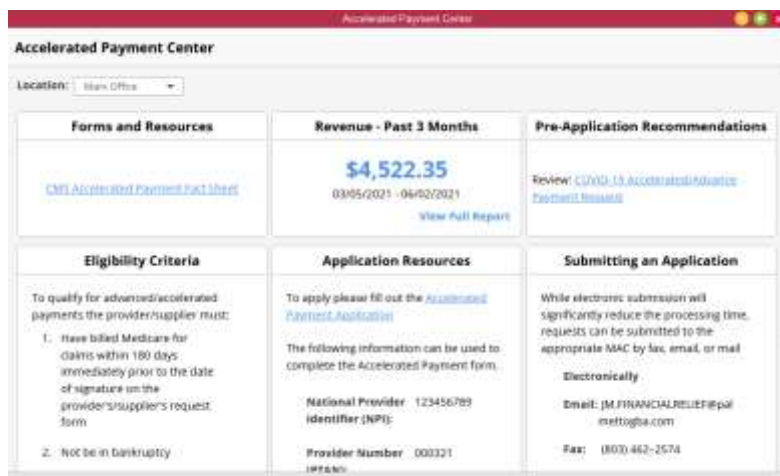 Accelerated Payment Center
Accelerated Payment Center
Location: Main Office
Forms and Resources
CMS Accelerated Payment Fact Sheet
Revenue - Past 3 Months
$4,522.35
03/05/2021 -06/02/2021
View Full Report
Pre-Application Recommendations
Review: COVID-19 Accelerated/Advance
Payment Request
Eligibility Criteria
To qualify for advanced/accelerated
payments the provider/supplier must:
1. Have billed Medicare for
claims within 180 days
immediately prior to the date
of signature on the
provider's/supplier's request
form
2. Not be in bankruptcy
Application Resources
To apply please fill out the Accelerated
Payment Application
The following information can be used to
complete the Accelerated Payment form.
National Provider 123456789
Identifier (NPI):
Provider Number 000321
(PTAN):
Submitting an Application
While electronic submission will
significantly reduce the processing time,
requests can be submitted to the
appropriate MAC by fax, email, or mail
Electronically
Email: JM.FINANCIALRELIEF@pal
mettogba.com
Fax: (803) 462-2574